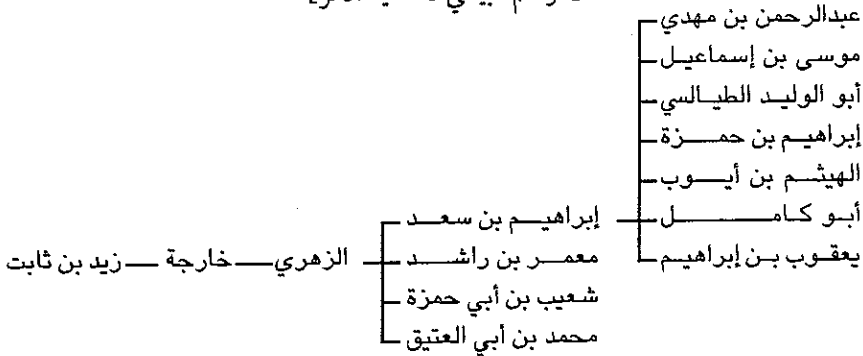 عبدالرحمن بن مهدي
موسى بن إسماعيل
أبو الوليد الطيالسي
إبراهيم بن حمزة
الهيثم بن أيوب
أبو كامل
يعقوب بن إبراهيم
إبراهيم بن سعد
معمر بن راشد
شعيب بن أبي حمزة
محمد بن أبي العتيق
الزهري
خارجة
زيد بن ثابت